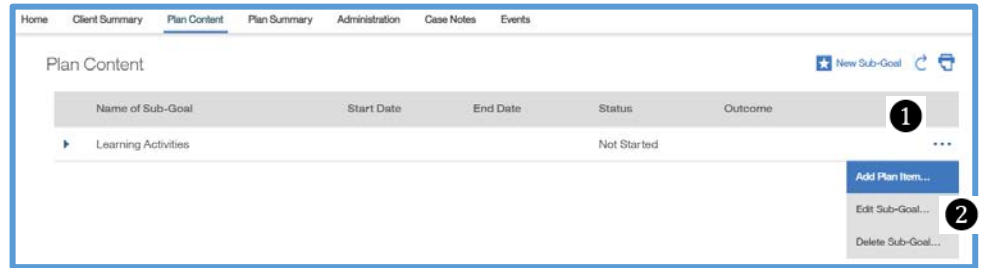 Home Client Summary Plan Content Plan Summary Administration Case Notes Events
Plan Content
New Sub-Goal
Name of Sub-Goal Start Date End Date Status Outcome
1
Learning Activities Not Started ...
Add Plan Item...
Edit Sub-Goal...
2
Delete Sub-Goal...